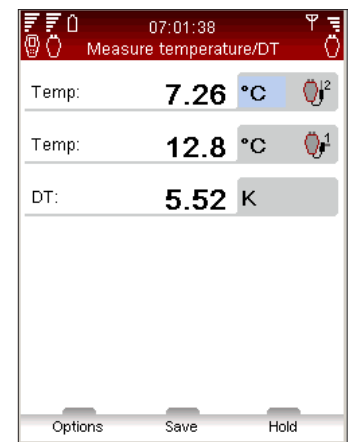 07:01:38
Measure temperature/DT
Temp: 7.26 °C 2
Temp: 12.8 °C 1
DT: 5.52 K
Options Save Hold